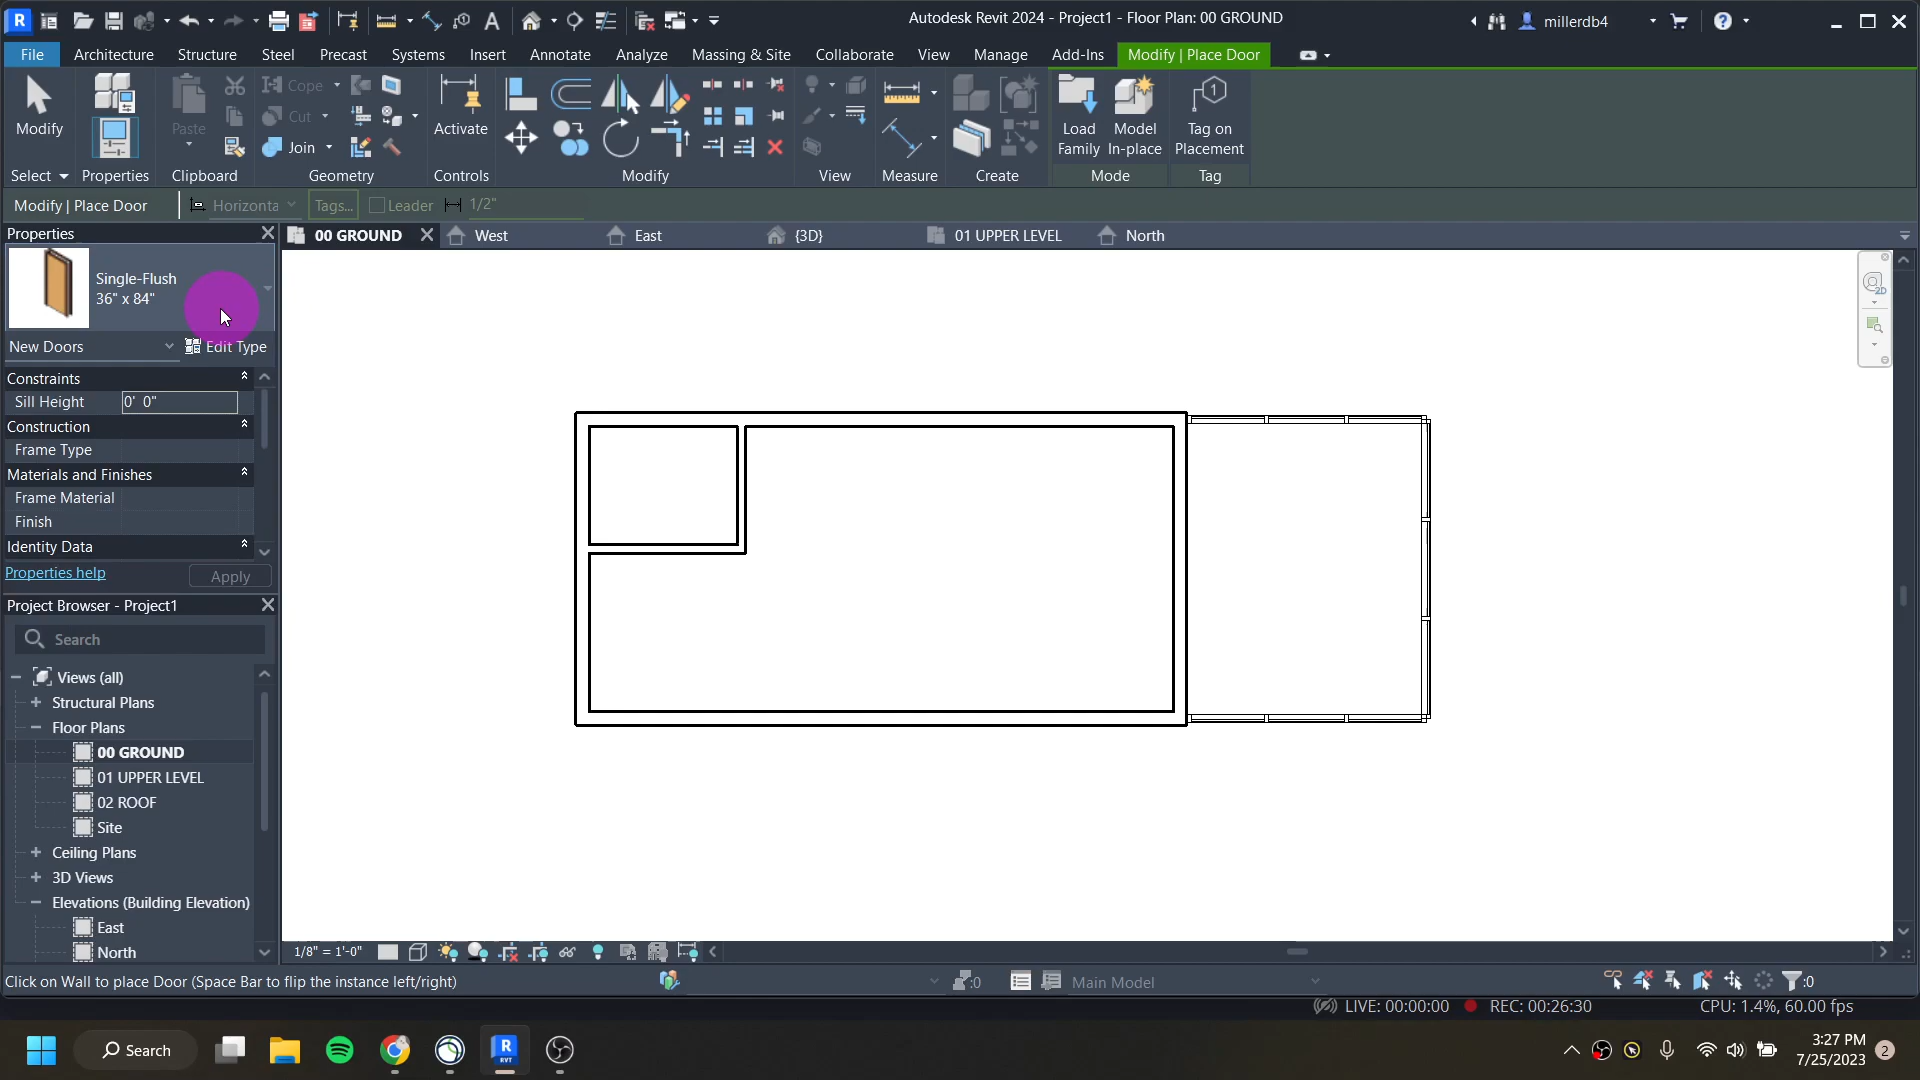 R
Autodesk Revit 2024 - Project1 - Floor Plan: 00 GROUND
millerdb4
File Architecture Structure Steel Precast Systems Insert Annotate Analyze Massing & Site Collaborate View Manage Add-Ins Modify | Place Door
Modify
Paste
Cope
Cut
Join
Activate
Load Family
Model In-place
Tag on Placement
Select Properties Clipboard Geometry Controls Modify View Measure Create Mode Tag
Modify | Place Door Horizonta Tags... Leader 1/2"
Properties
00 GROUND West East {3D} 01 UPPER LEVEL North
Single-Flush
36" x 84"
New Doors Edit Type
Constraints
Sill Height 0' 0"
Construction
Frame Type
Materials and Finishes
Frame Material
Finish
Identity Data
Properties help Apply
Project Browser - Project1
Search
Views (all)
Structural Plans
Floor Plans
00 GROUND
01 UPPER LEVEL
02 ROOF
Site
Ceiling Plans
3D Views
Elevations (Building Elevation)
East
North
1/8" = 1'-0"
Click on Wall to place Door (Space Bar to flip the instance left/right) :0 Main Model :0
LIVE: 00:00:00 REC: 00:26:30 CPU: 1.4%, 60.00 fps
Search
R
RVT
3:27 PM
7/25/2023
2